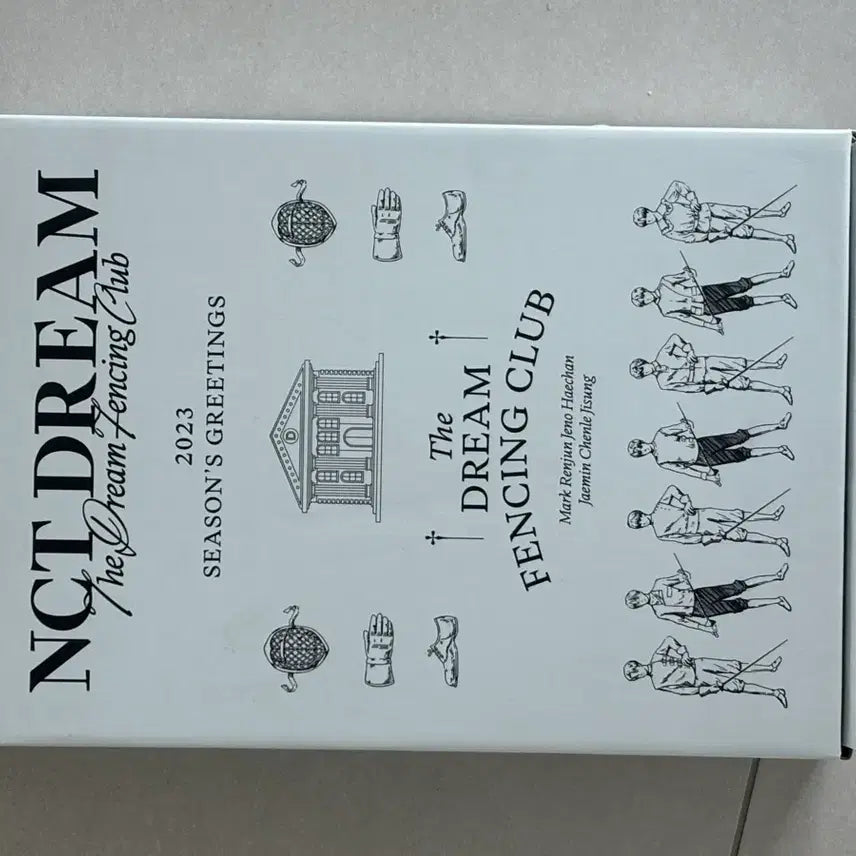 NCT DREAM
The Dream Fencing Club
2023
SEASON'S GREETINGS
D
The
DREAM
FENCING CLUB
Mark Renjun Jeno Haechan
Jaemin Chenle Jisung